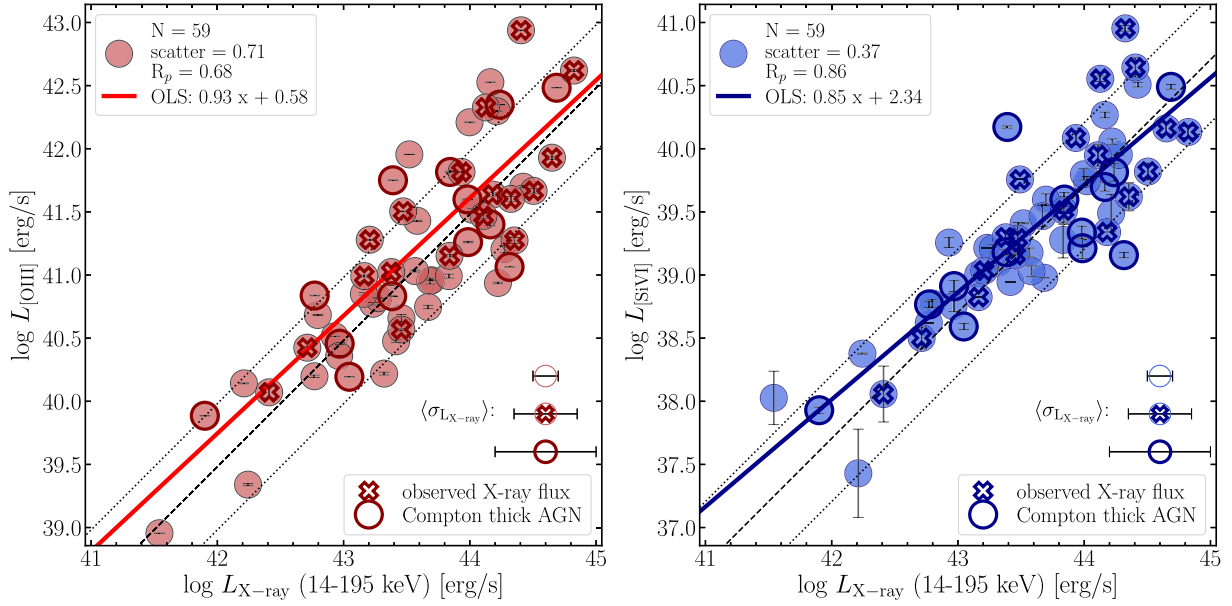 N = 59
scatter = 0.71
R_p = 0.68
OLS: 0.93 x + 0.58
43.0
42.5
42.0
41.5
41.0
40.5
40.0
39.5
39.0
log L_[OIII] [erg/s]
⟨σ_L_X−ray⟩:
observed X-ray flux
Compton thick AGN
41 42 43 44 45
log L_X−ray (14-195 keV) [erg/s]
N = 59
scatter = 0.37
R_p = 0.86
OLS: 0.85 x + 2.34
41.0
40.5
40.0
39.5
39.0
38.5
38.0
37.5
37.0
log L_[SiVI] [erg/s]
⟨σ_L_X−ray⟩:
observed X-ray flux
Compton thick AGN
41 42 43 44 45
log L_X−ray (14-195 keV) [erg/s]